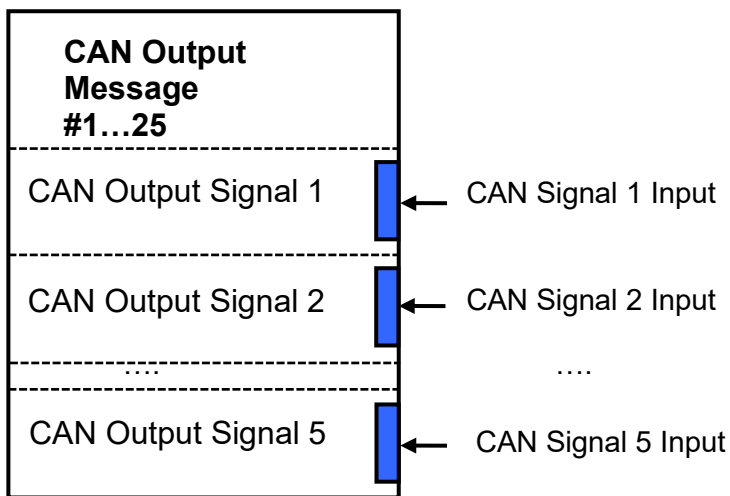 CAN Output
Message
#1…25
CAN Output Signal 1
CAN Signal 1 Input
CAN Output Signal 2
CAN Signal 2 Input
….
….
CAN Output Signal 5
CAN Signal 5 Input